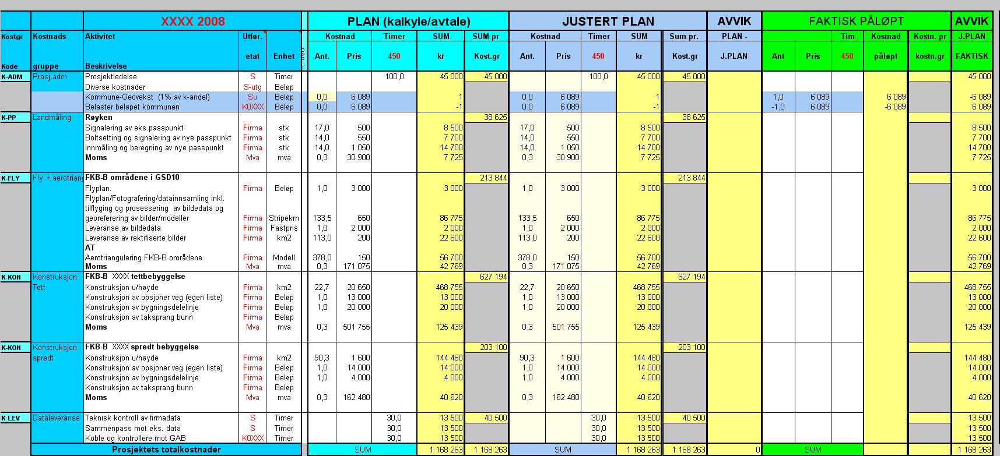 XXXX 2008 PLAN (kalkyle/avtale) JUSTERT PLAN AVVIK FAKTISK PÅLØPT AVVIK
Kostgr Kostnads Aktivitet Utfør. Kostnad Timer SUM SUM pr Kostnad Timer SUM Sum pr. PLAN - Tim Kostnad Kostn. pr J.PLAN
etat Enhet Ant. Pris 450 kr Kost.gr Ant. Pris 450 kr Kost.gr J.PLAN Ant Pris 450 påløpt kostn.gr FAKTISK
Kode gruppe Beskrivelse
K-ADM Prosj.adm. Prosjektledelse S Timer 100,0 45 000 45 000 100,0 45 000 45 000 45 000
Diverse kostnader S-utg Beløp
Kommune-Geovekst (1% av k-andel) Su Beløp 0,0 6 089 1 0,0 6 089 1 1,0 6 089 6 089 -6 089
Belaster beløpet kommunen K0XXX Beløp 0,0 6 089 -1 0,0 6 089 -1 -1,0 6 089 -6 089 6 089
K-PP Landmåling Røyken 38 625 38 625
Signalering av eks.passpunkt Firma stk 17,0 500 8 500 17,0 500 8 500 8 500
Boltsetting og signalering av nye passpunkt Firma stk 14,0 550 7 700 14,0 550 7 700 7 700
Innmåling og beregning av nye passpunkt Firma stk 14,0 1 050 14 700 14,0 1 050 14 700 14 700
Moms Mva mva 0,3 30 900 7 725 0,3 30 900 7 725 7 725
K-FLY Fly + aerotriang FKB-B områdene i GSD10 213 844 213 844
Flyplan. Firma Beløp 1,0 3 000 3 000 1,0 3 000 3 000 3 000
Flyplan/Fotografering/datainnsamling inkl.
tilflyging og prosessering av bildedata og
georeferering av bilder/modeller Firma Stripekm 133,5 650 86 775 133,5 650 86 775 86 775
Leveranse av bildedata Firma Fastpris 1,0 2 000 2 000 1,0 2 000 2 000 2 000
Leveranse av rektifiserte bilder Firma km2 113,0 200 22 600 113,0 200 22 600 22 600
AT
Aerotriangulering FKB-B områdene Firma Modell 378,0 150 56 700 378,0 150 56 700 56 700
Moms Mva mva 0,3 171 075 42 769 0,3 171 075 42 769 42 769
K-KON Konstruksjon FKB-B XXXX tettbebyggelse 627 194 627 194
Tett Konstruksjon u/høyde Firma km2 22,7 20 650 468 755 22,7 20 650 468 755 468 755
Konstruksjon av opsjoner veg (egen liste) Firma Beløp 1,0 13 000 13 000 1,0 13 000 13 000 13 000
Konstruksjon av bygningsdelelinje Firma Beløp 1,0 20 000 20 000 1,0 20 000 20 000 20 000
Konstruksjon av taksprang bunn Firma Beløp
Moms Mva mva 0,3 501 755 125 439 0,3 501 755 125 439 125 439
K-KON Konstruksjon FKB-B XXXX spredt bebyggelse 203 100 203 100
spredt Konstruksjon u/høyde Firma km2 90,3 1 600 144 480 90,3 1 600 144 480 144 480
Konstruksjon av opsjoner veg (egen liste) Firma Beløp 1,0 14 000 14 000 1,0 14 000 14 000 14 000
Konstruksjon av bygningsdelelinje Firma Beløp 1,0 4 000 4 000 1,0 4 000 4 000 4 000
Konstruksjon av taksprang bunn Firma Beløp
Moms Mva mva 0,3 162 480 40 620 0,3 162 480 40 620 40 620
K-LEV Dataleveranse Teknisk kontroll av firmadata S Timer 30,0 13 500 40 500 30,0 13 500 40 500 13 500
Sammenpass mot eks. data S Timer 30,0 13 500 30,0 13 500 13 500
Koble og kontrollere mot GAB K0XXX Timer 30,0 13 500 30,0 13 500 13 500
Prosjektets totalkostnader SUM 1 168 263 1 168 263 SUM 1 168 263 1 168 263 0 SUM 1 168 263